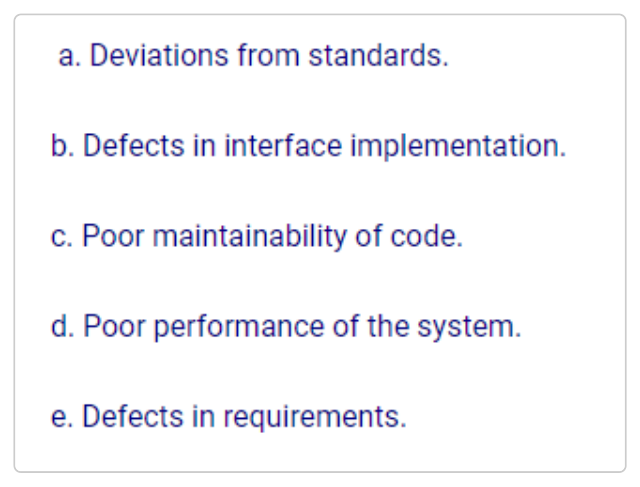 a. Deviations from standards.
b. Defects in interface implementation.
c. Poor maintainability of code.
d. Poor performance of the system.
e. Defects in requirements.